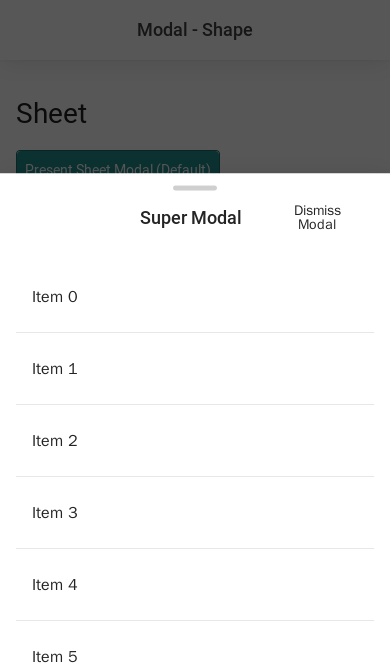 Modal - Shape
Sheet
Present Sheet Modal (Default)
Super Modal
Dismiss
Modal
Item 0
Item 1
Item 2
Item 3
Item 4
Item 5